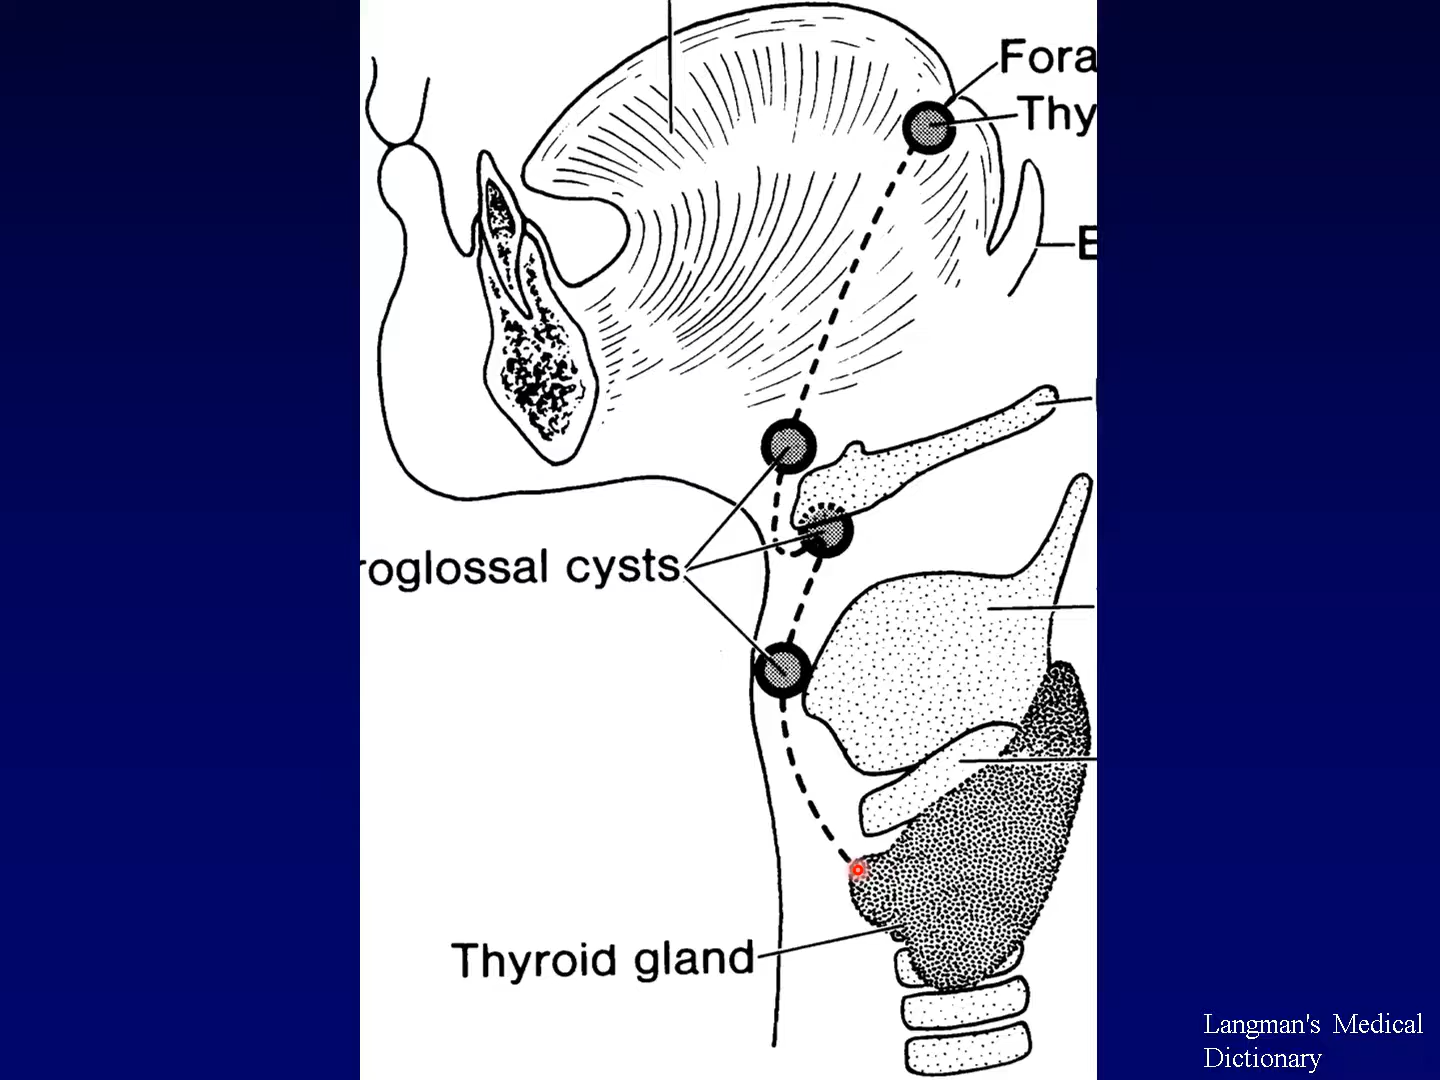 Fora
Thy
E
roglossal cysts
Thyroid gland
Langman's Medical
Dictionary